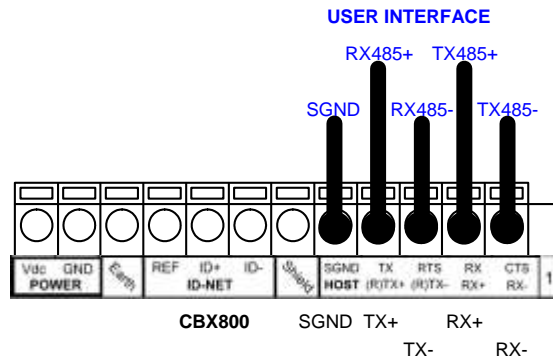 USER INTERFACE
RX485+ TX485+
SGND RX485- TX485-
Vdc GND Earth REF ID+ ID- Shield SGND TX RTS RX CTS 1
POWER ID-NET HOST (R)TX+ (R)TX- RX+ RX-
CBX800 SGND TX+ RX+
TX- RX-